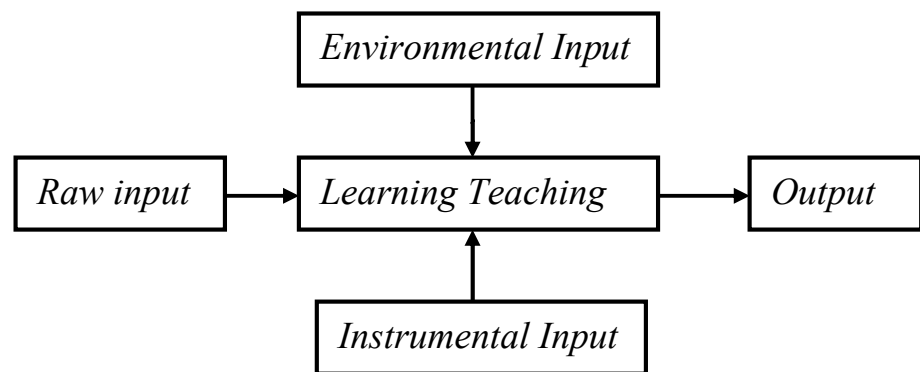 Environmental Input
Raw input
Learning Teaching
Output
Instrumental Input